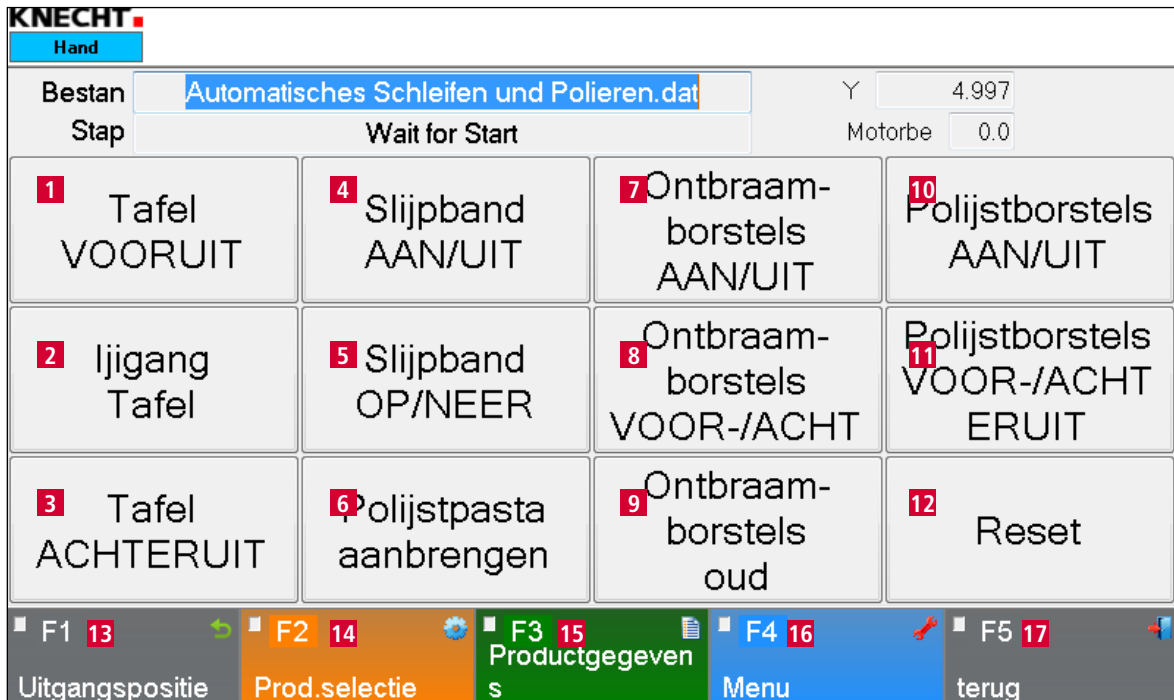 KNECHT
Hand
Bestan Automatisches Schleifen und Polieren.dat Y 4.997
Stap Wait for Start Motorbe 0.0
1 Tafel
VOORUIT
4 Slijpband
AAN/UIT
7 Ontbraam-
borstels
AAN/UIT
10 Polijstborstels
AAN/UIT
2 Ijigang
Tafel
5 Slijpband
OP/NEER
8 Ontbraam-
borstels
VOOR-/ACHT
11 Polijstborstels
VOOR-/ACHT
ERUIT
3 Tafel
ACHTERUIT
6 Polijstpasta
aanbrengen
9 Ontbraam-
borstels
oud
12 Reset
F1 13
Uitgangspositie
F2 14
Prod.selectie
F3 15
Productgegeven
s
F4 16
Menu
F5 17
terug